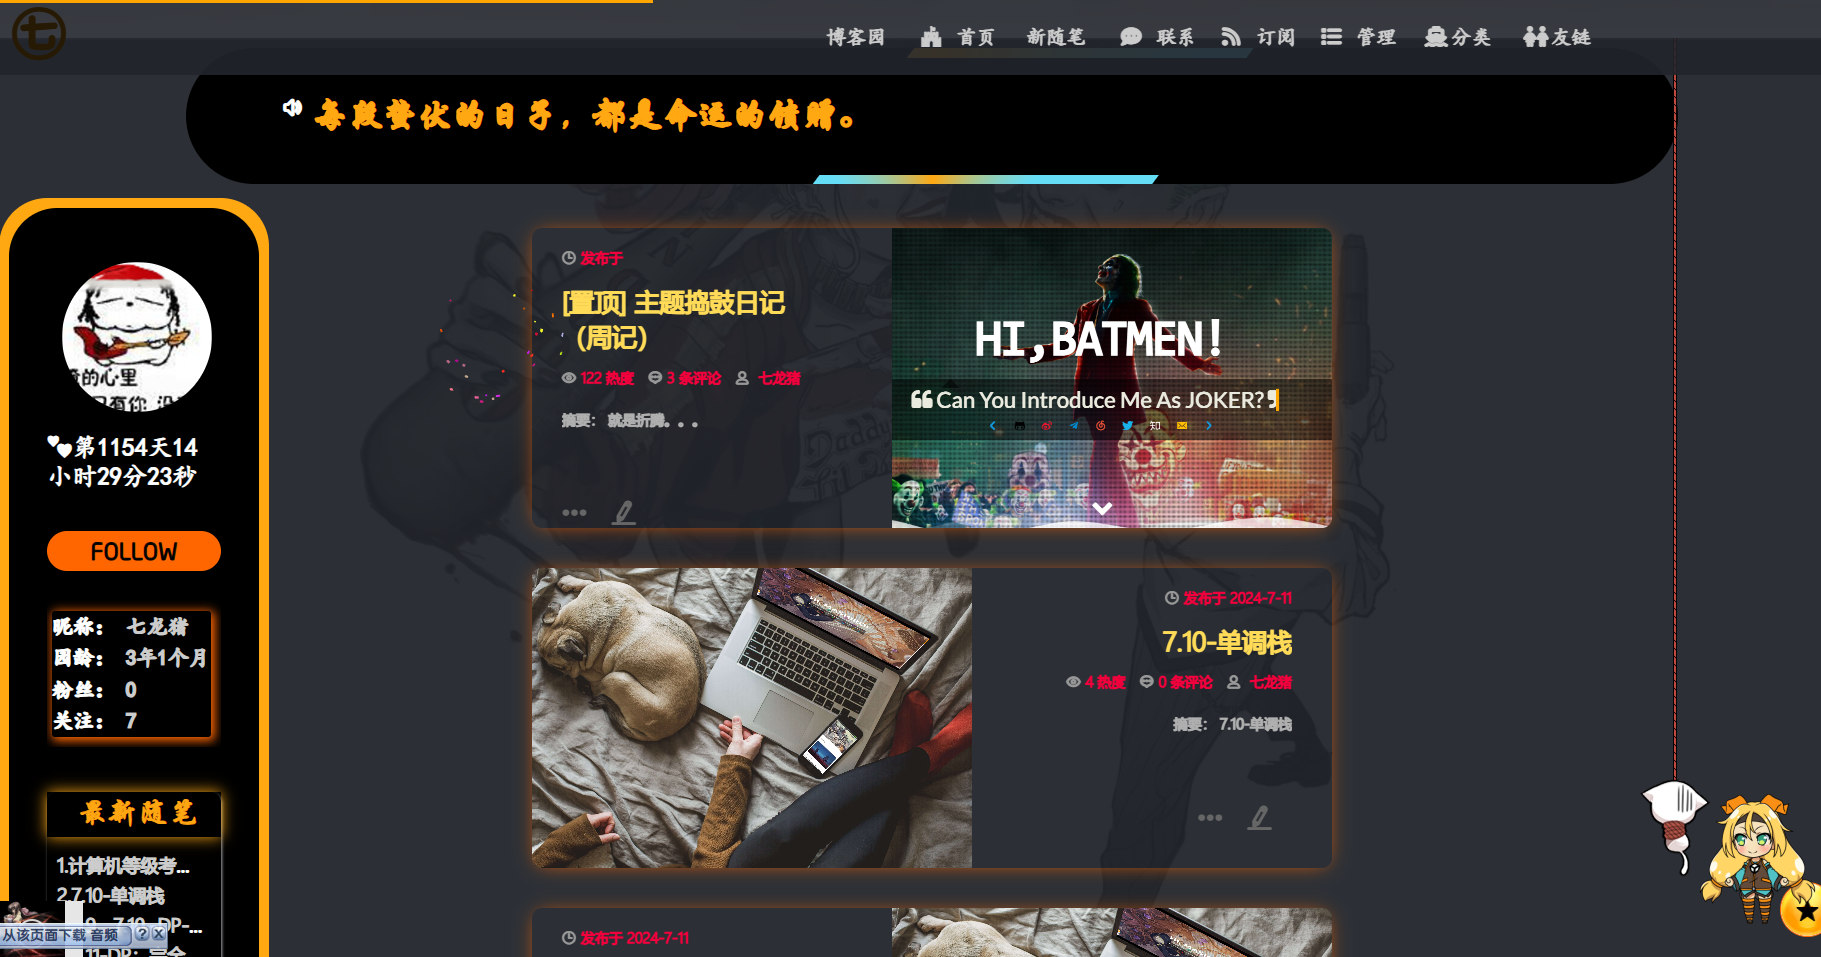 七
博客园 首页 新随笔 联系 订阅 管理 分类 友链
每段蛰伏的日子，都是命运的馈赠。
的心里
第1154天14
小时29分23秒
FOLLOW
昵称： 七龙猪
园龄： 3年1个月
粉丝： 0
关注： 7
最新随笔
1.计算机等级考...
2.7.10-单调栈
从该页面下载 音频 ? X
发布于
[置顶] 主题捣鼓日记
（周记）
122 热度 3 条评论 七龙猪
摘要： 就是折腾。。。
HI,BATMEN!
Can You Introduce Me As JOKER?
知
发布于 2024-7-11
7.10-单调栈
4 热度 0 条评论 七龙猪
摘要： 7.10-单调栈
发布于 2024-7-11